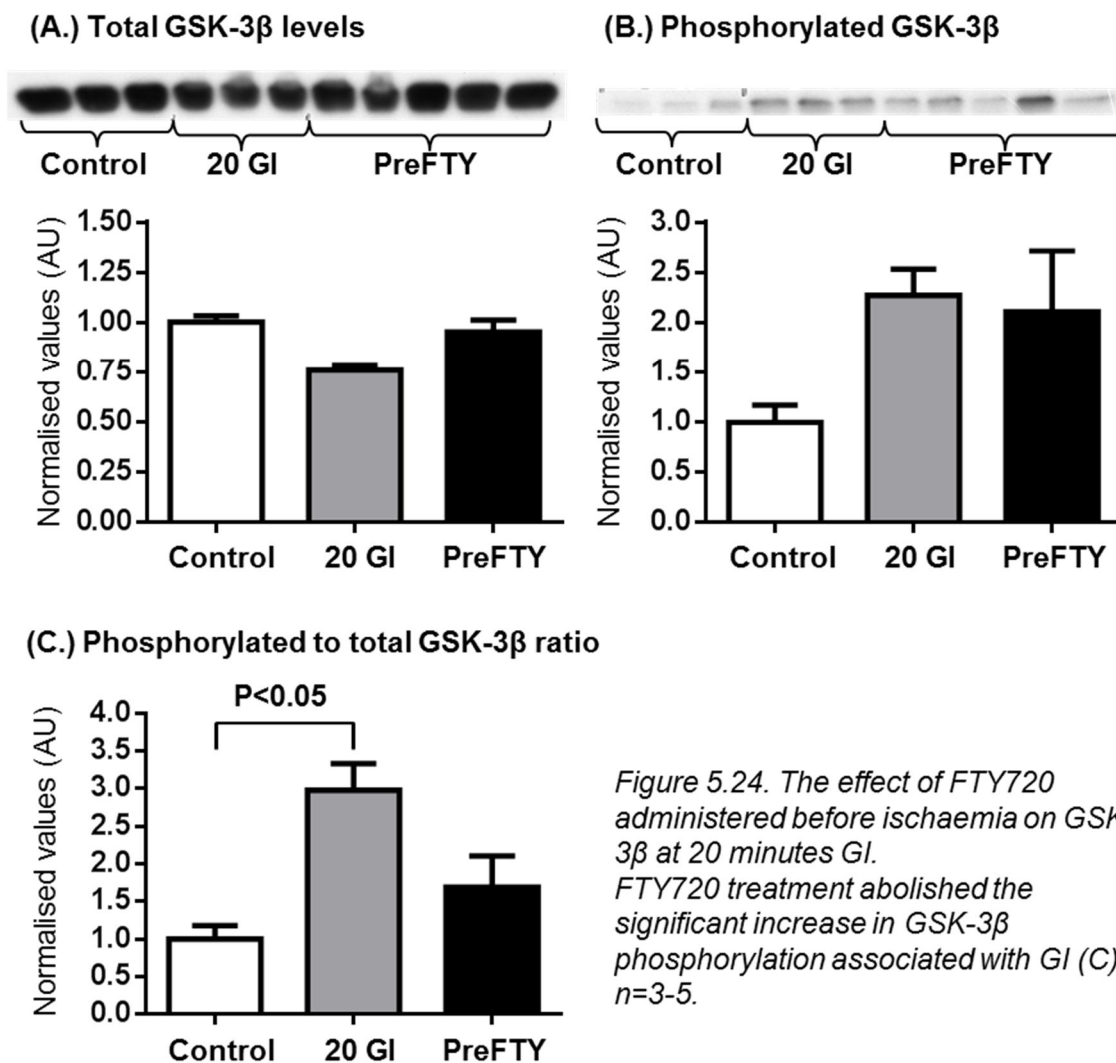 (A.) Total GSK-3β levels
Control 20 GI PreFTY
Normalised values (AU)
1.50
1.25
1.00
0.75
0.50
0.25
0.00
Control 20 GI PreFTY
(B.) Phosphorylated GSK-3β
Control 20 GI PreFTY
Normalised values (AU)
3.0
2.5
2.0
1.5
1.0
0.5
0.0
Control 20 GI PreFTY
(C.) Phosphorylated to total GSK-3β ratio
P<0.05
Normalised values (AU)
4.0
3.5
3.0
2.5
2.0
1.5
1.0
0.5
0.0
Control 20 GI PreFTY
Figure 5.24. The effect of FTY720
administered before ischaemia on GSK
3β at 20 minutes GI.
FTY720 treatment abolished the
significant increase in GSK-3β
phosphorylation associated with GI (C)
n=3-5.